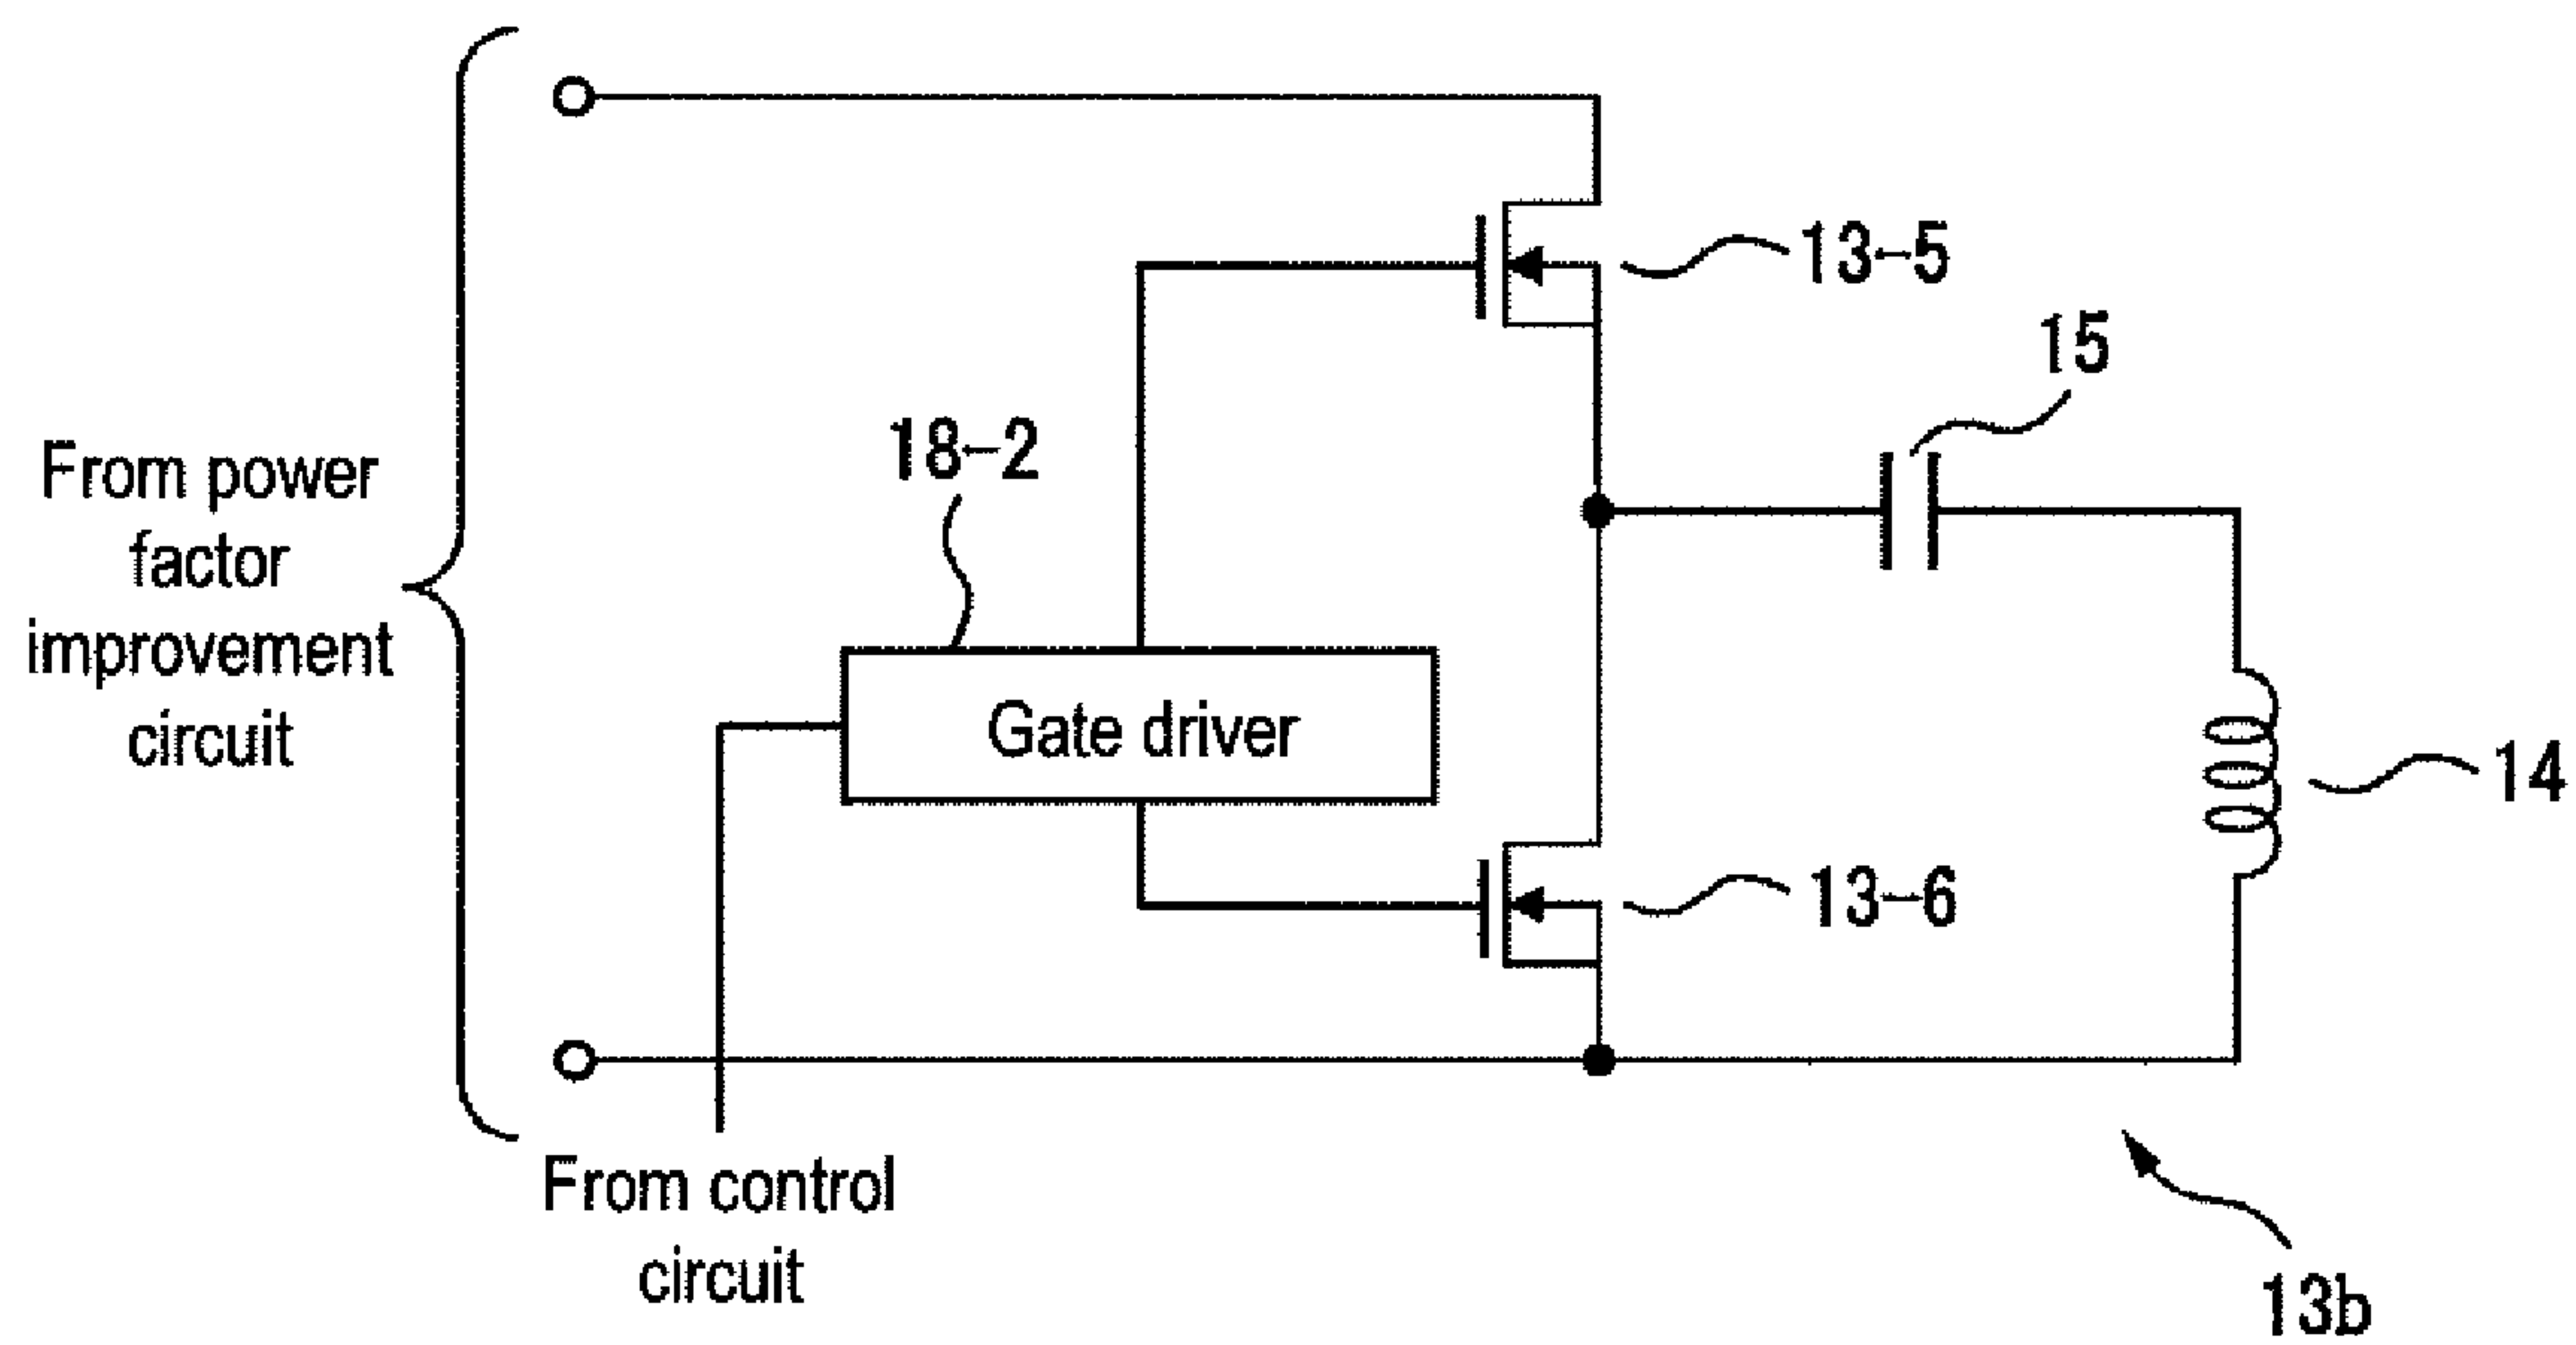 13-5
15
18-2
From power
factor
improvement
circuit
Gate driver
14
13-6
From control
circuit
13b